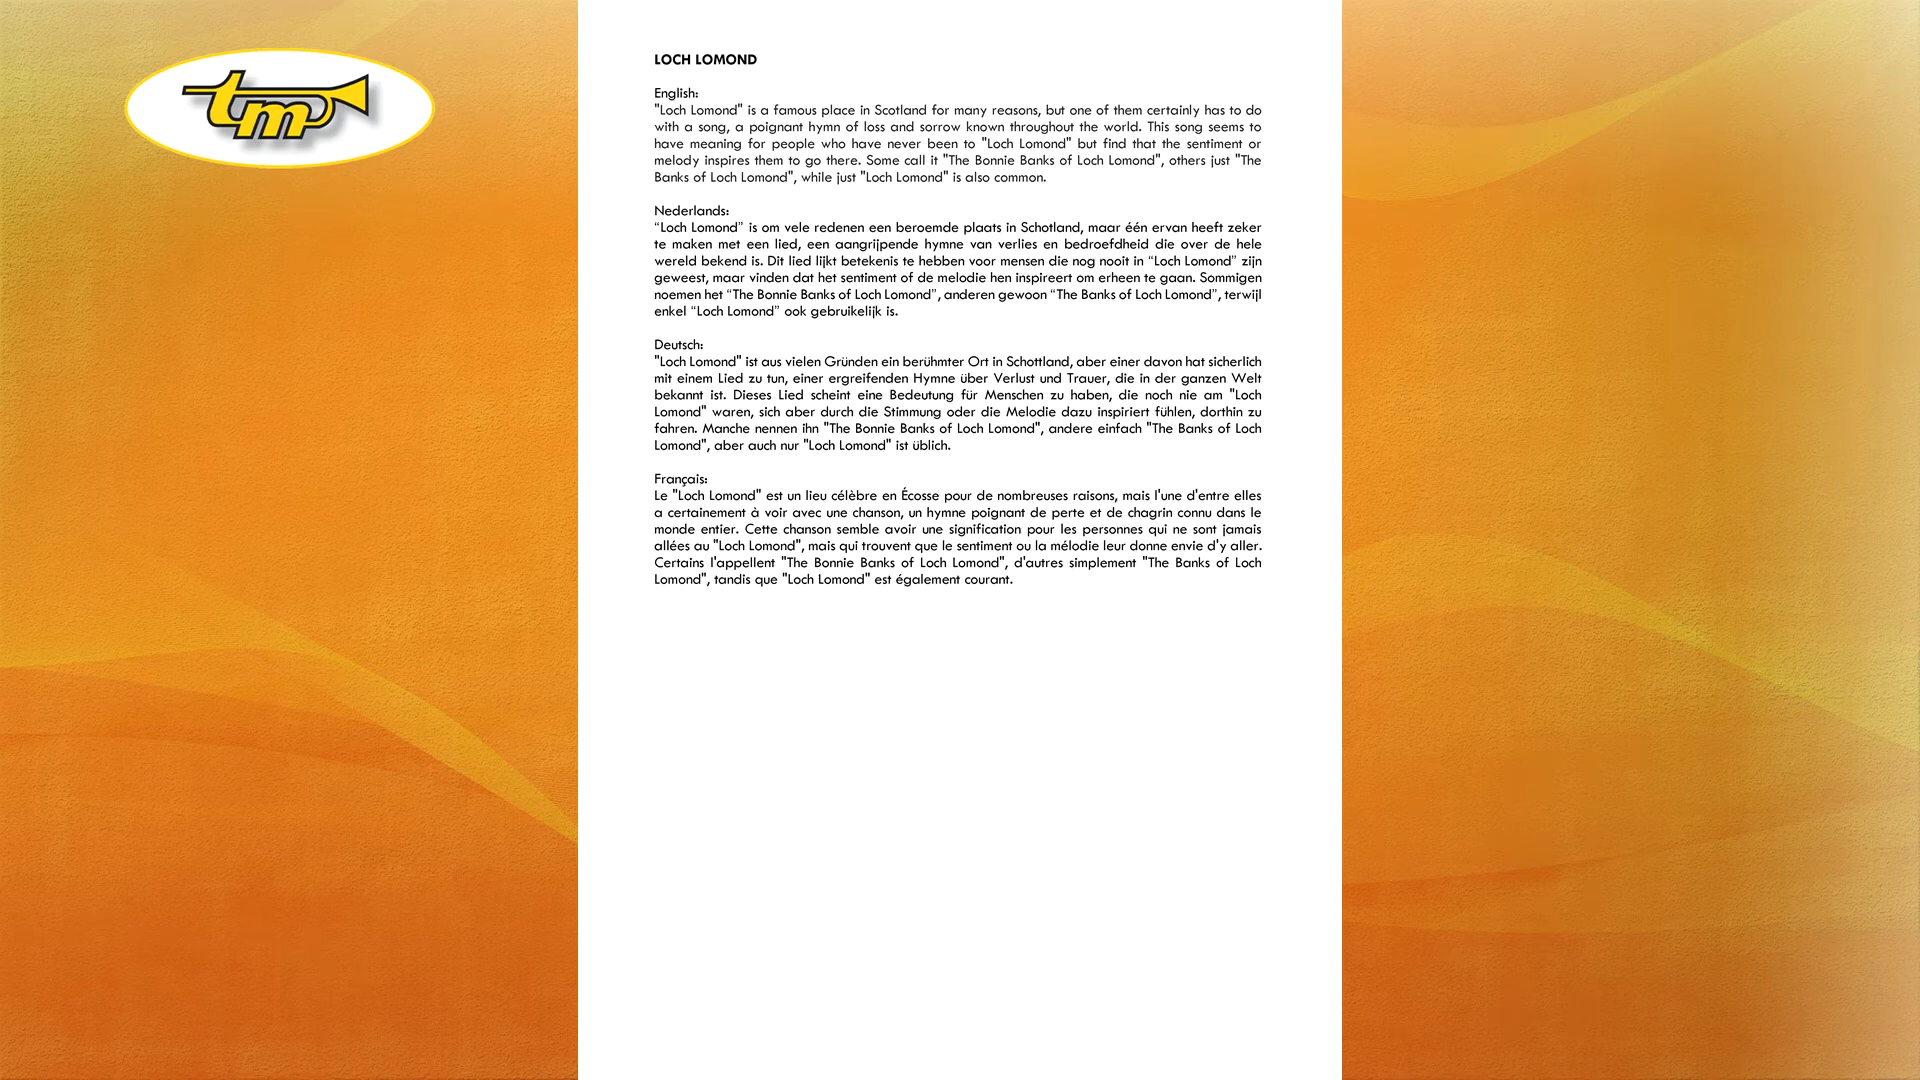 tm
LOCH LOMOND
English:
"Loch Lomond" is a famous place in Scotland for many reasons, but one of them certainly has to do
with a song, a poignant hymn of loss and sorrow known throughout the world. This song seems to
have meaning for people who have never been to "Loch Lomond" but find that the sentiment or
melody inspires them to go there. Some call it "The Bonnie Banks of Loch Lomond", others just "The
Banks of Loch Lomond", while just "Loch Lomond" is also common.
Nederlands:
“Loch Lomond” is om vele redenen een beroemde plaats in Schotland, maar één ervan heeft zeker
te maken met een lied, een aangrijpende hymne van verlies en bedroefdheid die over de hele
wereld bekend is. Dit lied lijkt betekenis te hebben voor mensen die nog nooit in “Loch Lomond” zijn
geweest, maar vinden dat het sentiment of de melodie hen inspireert om erheen te gaan. Sommigen
noemen het “The Bonnie Banks of Loch Lomond”, anderen gewoon “The Banks of Loch Lomond”, terwijl
enkel “Loch Lomond” ook gebruikelijk is.
Deutsch:
"Loch Lomond" ist aus vielen Gründen ein berühmter Ort in Schottland, aber einer davon hat sicherlich
mit einem Lied zu tun, einer ergreifenden Hymne über Verlust und Trauer, die in der ganzen Welt
bekannt ist. Dieses Lied scheint eine Bedeutung für Menschen zu haben, die noch nie am "Loch
Lomond" waren, sich aber durch die Stimmung oder die Melodie dazu inspiriert fühlen, dorthin zu
fahren. Manche nennen ihn "The Bonnie Banks of Loch Lomond", andere einfach "The Banks of Loch
Lomond", aber auch nur "Loch Lomond" ist üblich.
Français:
Le "Loch Lomond" est un lieu célèbre en Écosse pour de nombreuses raisons, mais l'une d'entre elles
a certainement à voir avec une chanson, un hymne poignant de perte et de chagrin connu dans le
monde entier. Cette chanson semble avoir une signification pour les personnes qui ne sont jamais
allées au "Loch Lomond", mais qui trouvent que le sentiment ou la mélodie leur donne envie d'y aller.
Certains l'appellent "The Bonnie Banks of Loch Lomond", d'autres simplement "The Banks of Loch
Lomond", tandis que "Loch Lomond" est également courant.